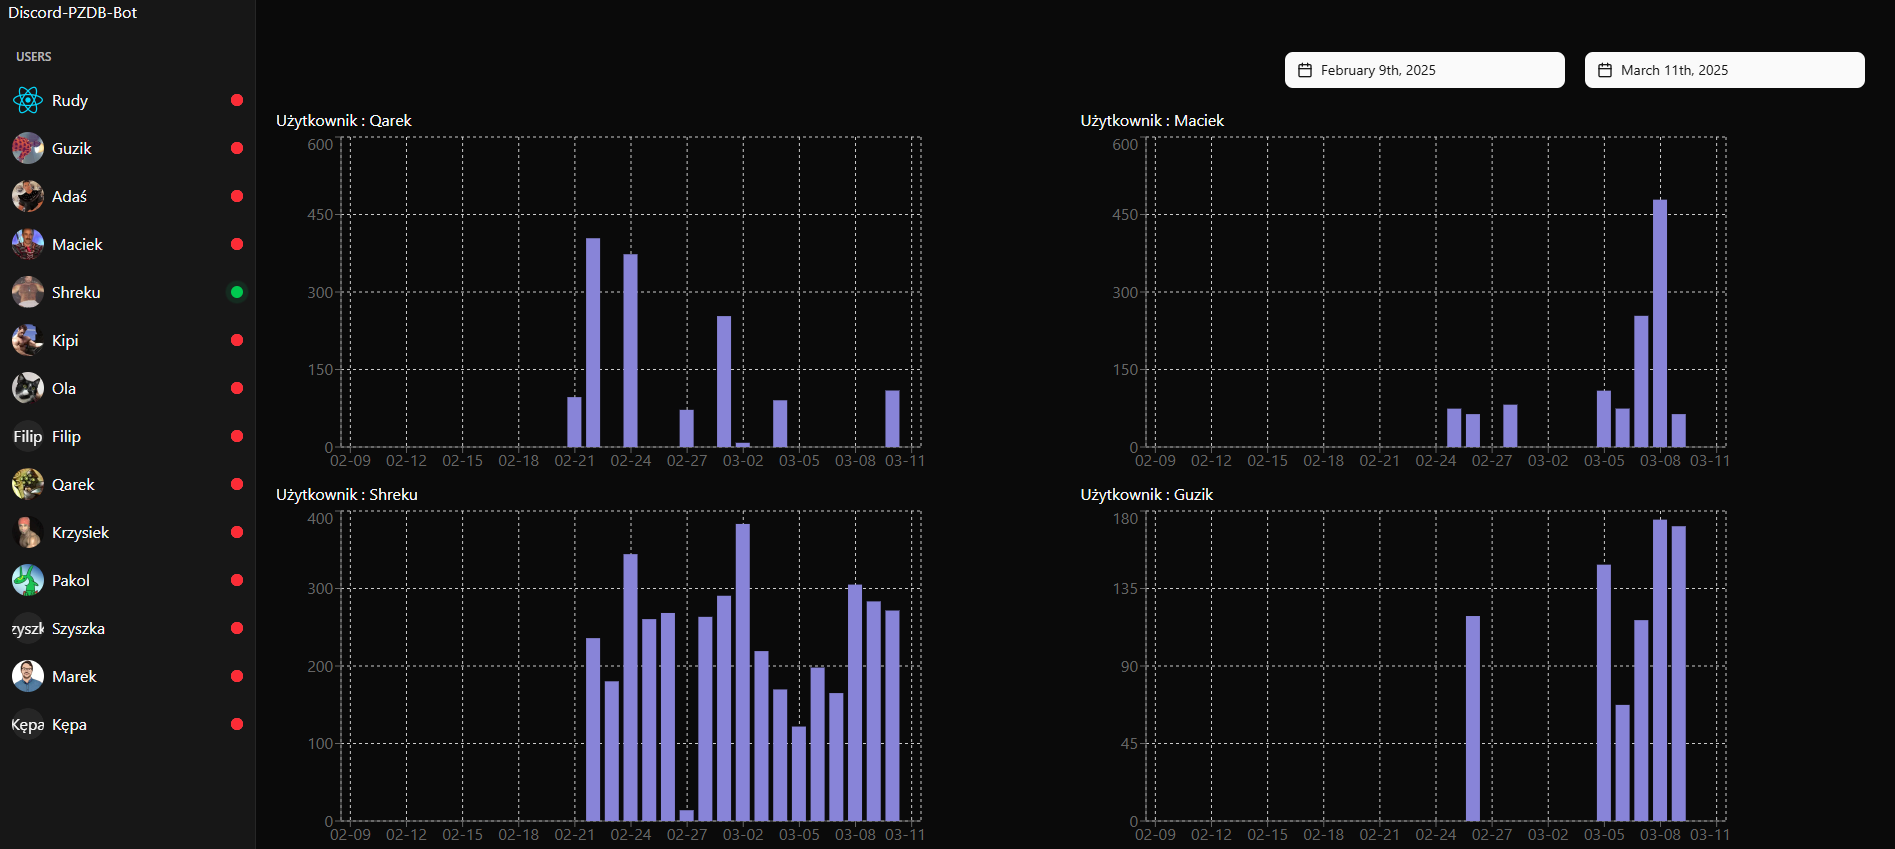 Discord-PZDB-Bot
USERS
Rudy
Guzik
Adaś
Maciek
Shreku
Kipi
Ola
Filip Filip
Qarek
Krzysiek
Pakol
zyszk Szyszka
Marek
Kępa Kępa
February 9th, 2025 March 11th, 2025
Użytkownik : Qarek
600
450
300
150
0
02-09 02-12 02-15 02-18 02-21 02-24 02-27 03-02 03-05 03-08 03-11
Użytkownik : Maciek
600
450
300
150
0
02-09 02-12 02-15 02-18 02-21 02-24 02-27 03-02 03-05 03-08 03-11
Użytkownik : Shreku
400
300
200
100
0
02-09 02-12 02-15 02-18 02-21 02-24 02-27 03-02 03-05 03-08 03-11
Użytkownik : Guzik
180
135
90
45
0
02-09 02-12 02-15 02-18 02-21 02-24 02-27 03-02 03-05 03-08 03-11